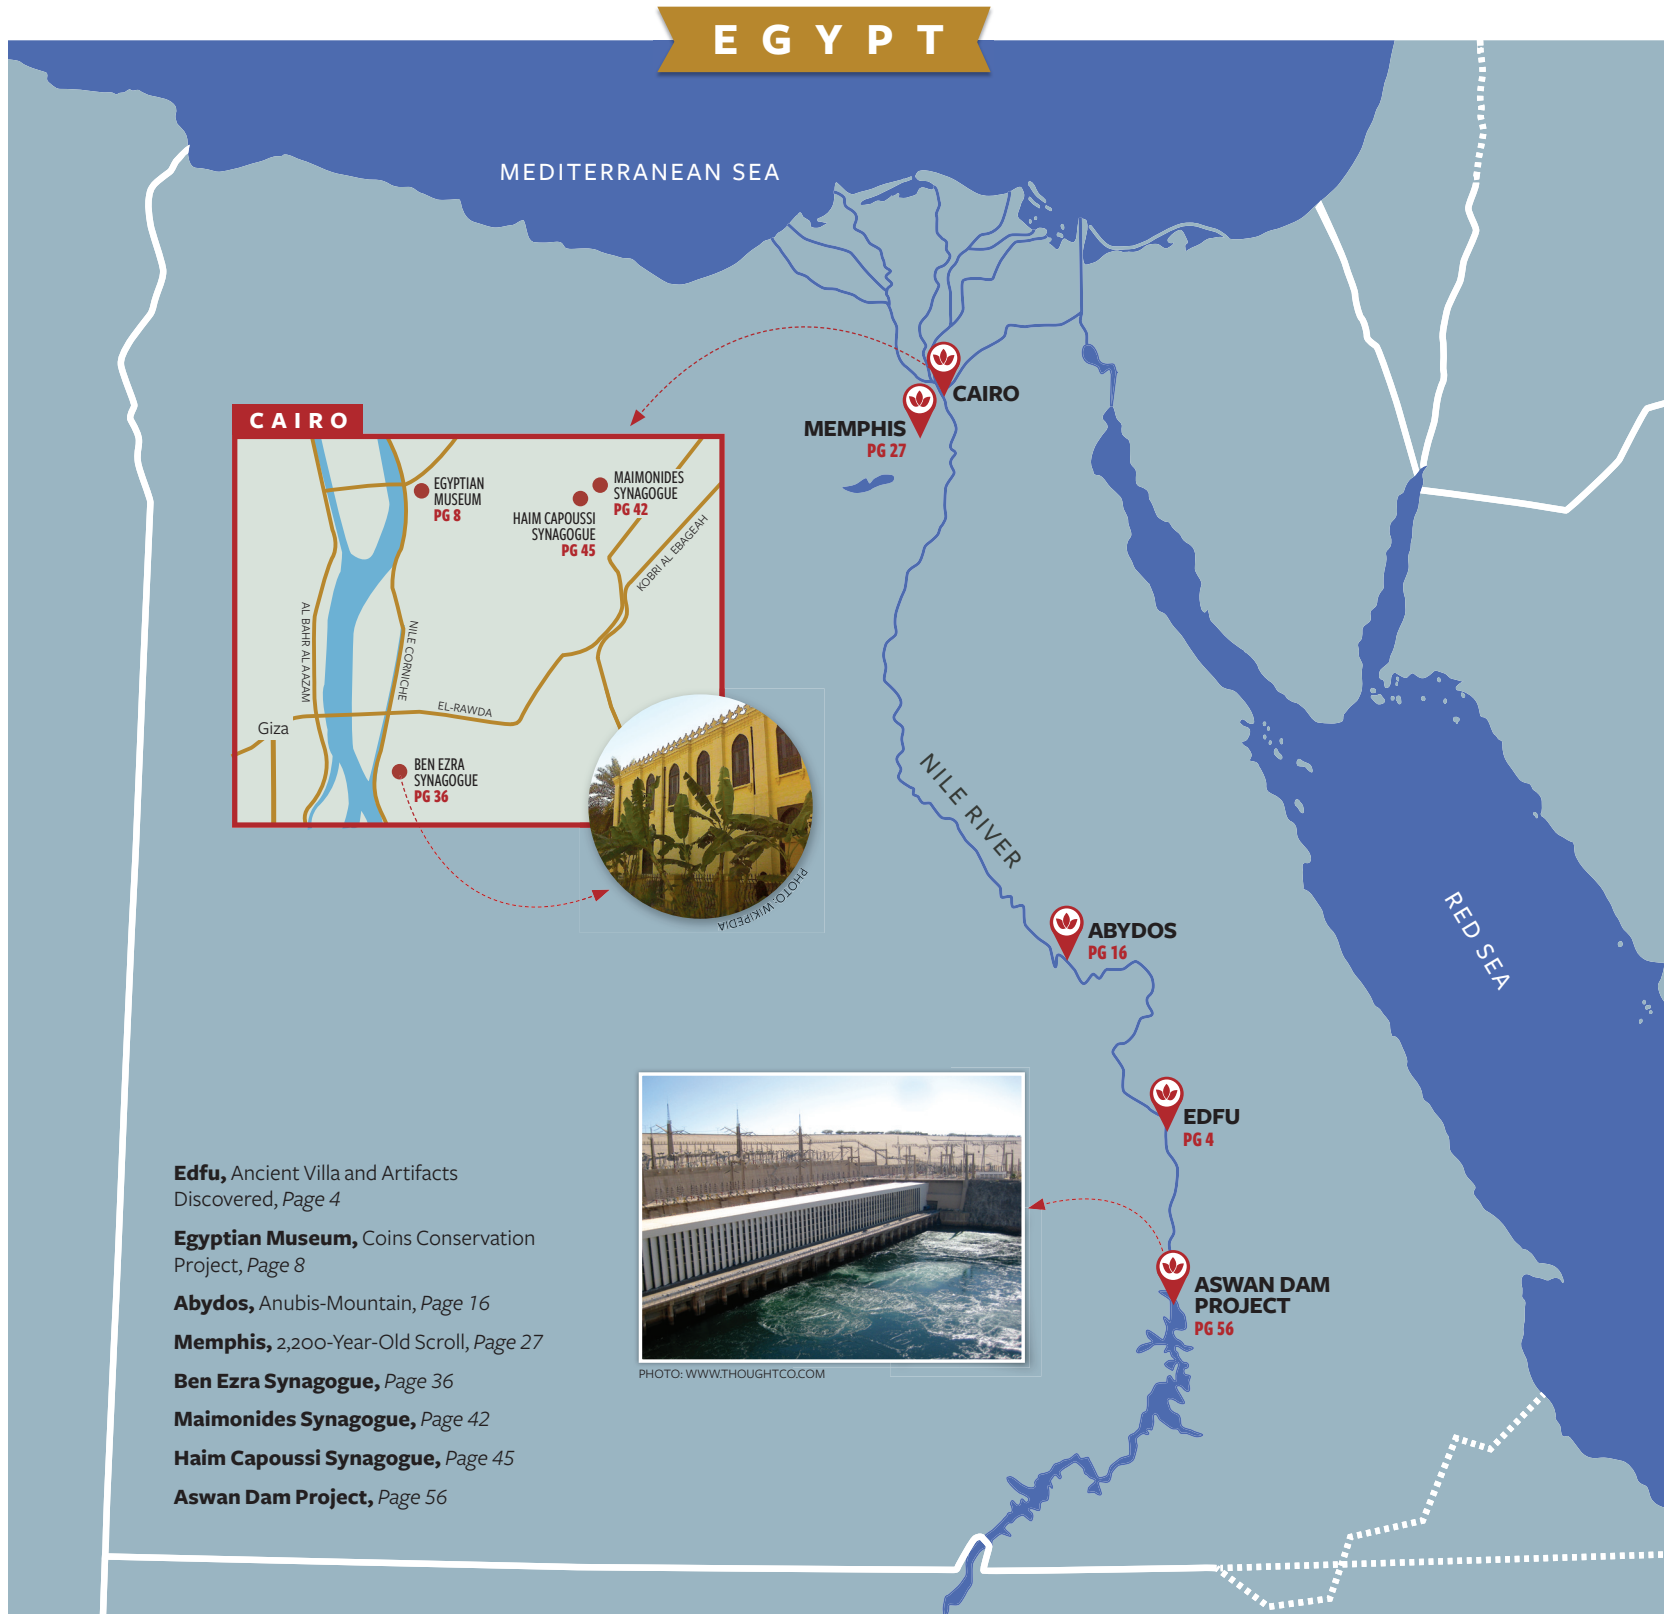 EGYPT
MEDITERRANEAN SEA
CAIRO
MEMPHIS
PG 27
CAIRO
EGYPTIAN
MUSEUM
PG 8
MAIMONIDES
SYNAGOGUE
PG 42
HAIM CAPOUSSI
SYNAGOGUE
PG 45
KOBRI AL EBAGEAH
AL BAHR AL AAZAM
NILE CORNICHE
EL-RAWDA
Giza
BEN EZRA
SYNAGOGUE
PG 36
PHOTO: WIKIPEDIA
NILE RIVER
RED SEA
ABYDOS
PG 16
EDFU
PG 4
ASWAN DAM
PROJECT
PG 56
PHOTO: WWW.THOUGHTCO.COM
Edfu, Ancient Villa and Artifacts
Discovered, Page 4
Egyptian Museum, Coins Conservation
Project, Page 8
Abydos, Anubis-Mountain, Page 16
Memphis, 2,200-Year-Old Scroll, Page 27
Ben Ezra Synagogue, Page 36
Maimonides Synagogue, Page 42
Haim Capoussi Synagogue, Page 45
Aswan Dam Project, Page 56